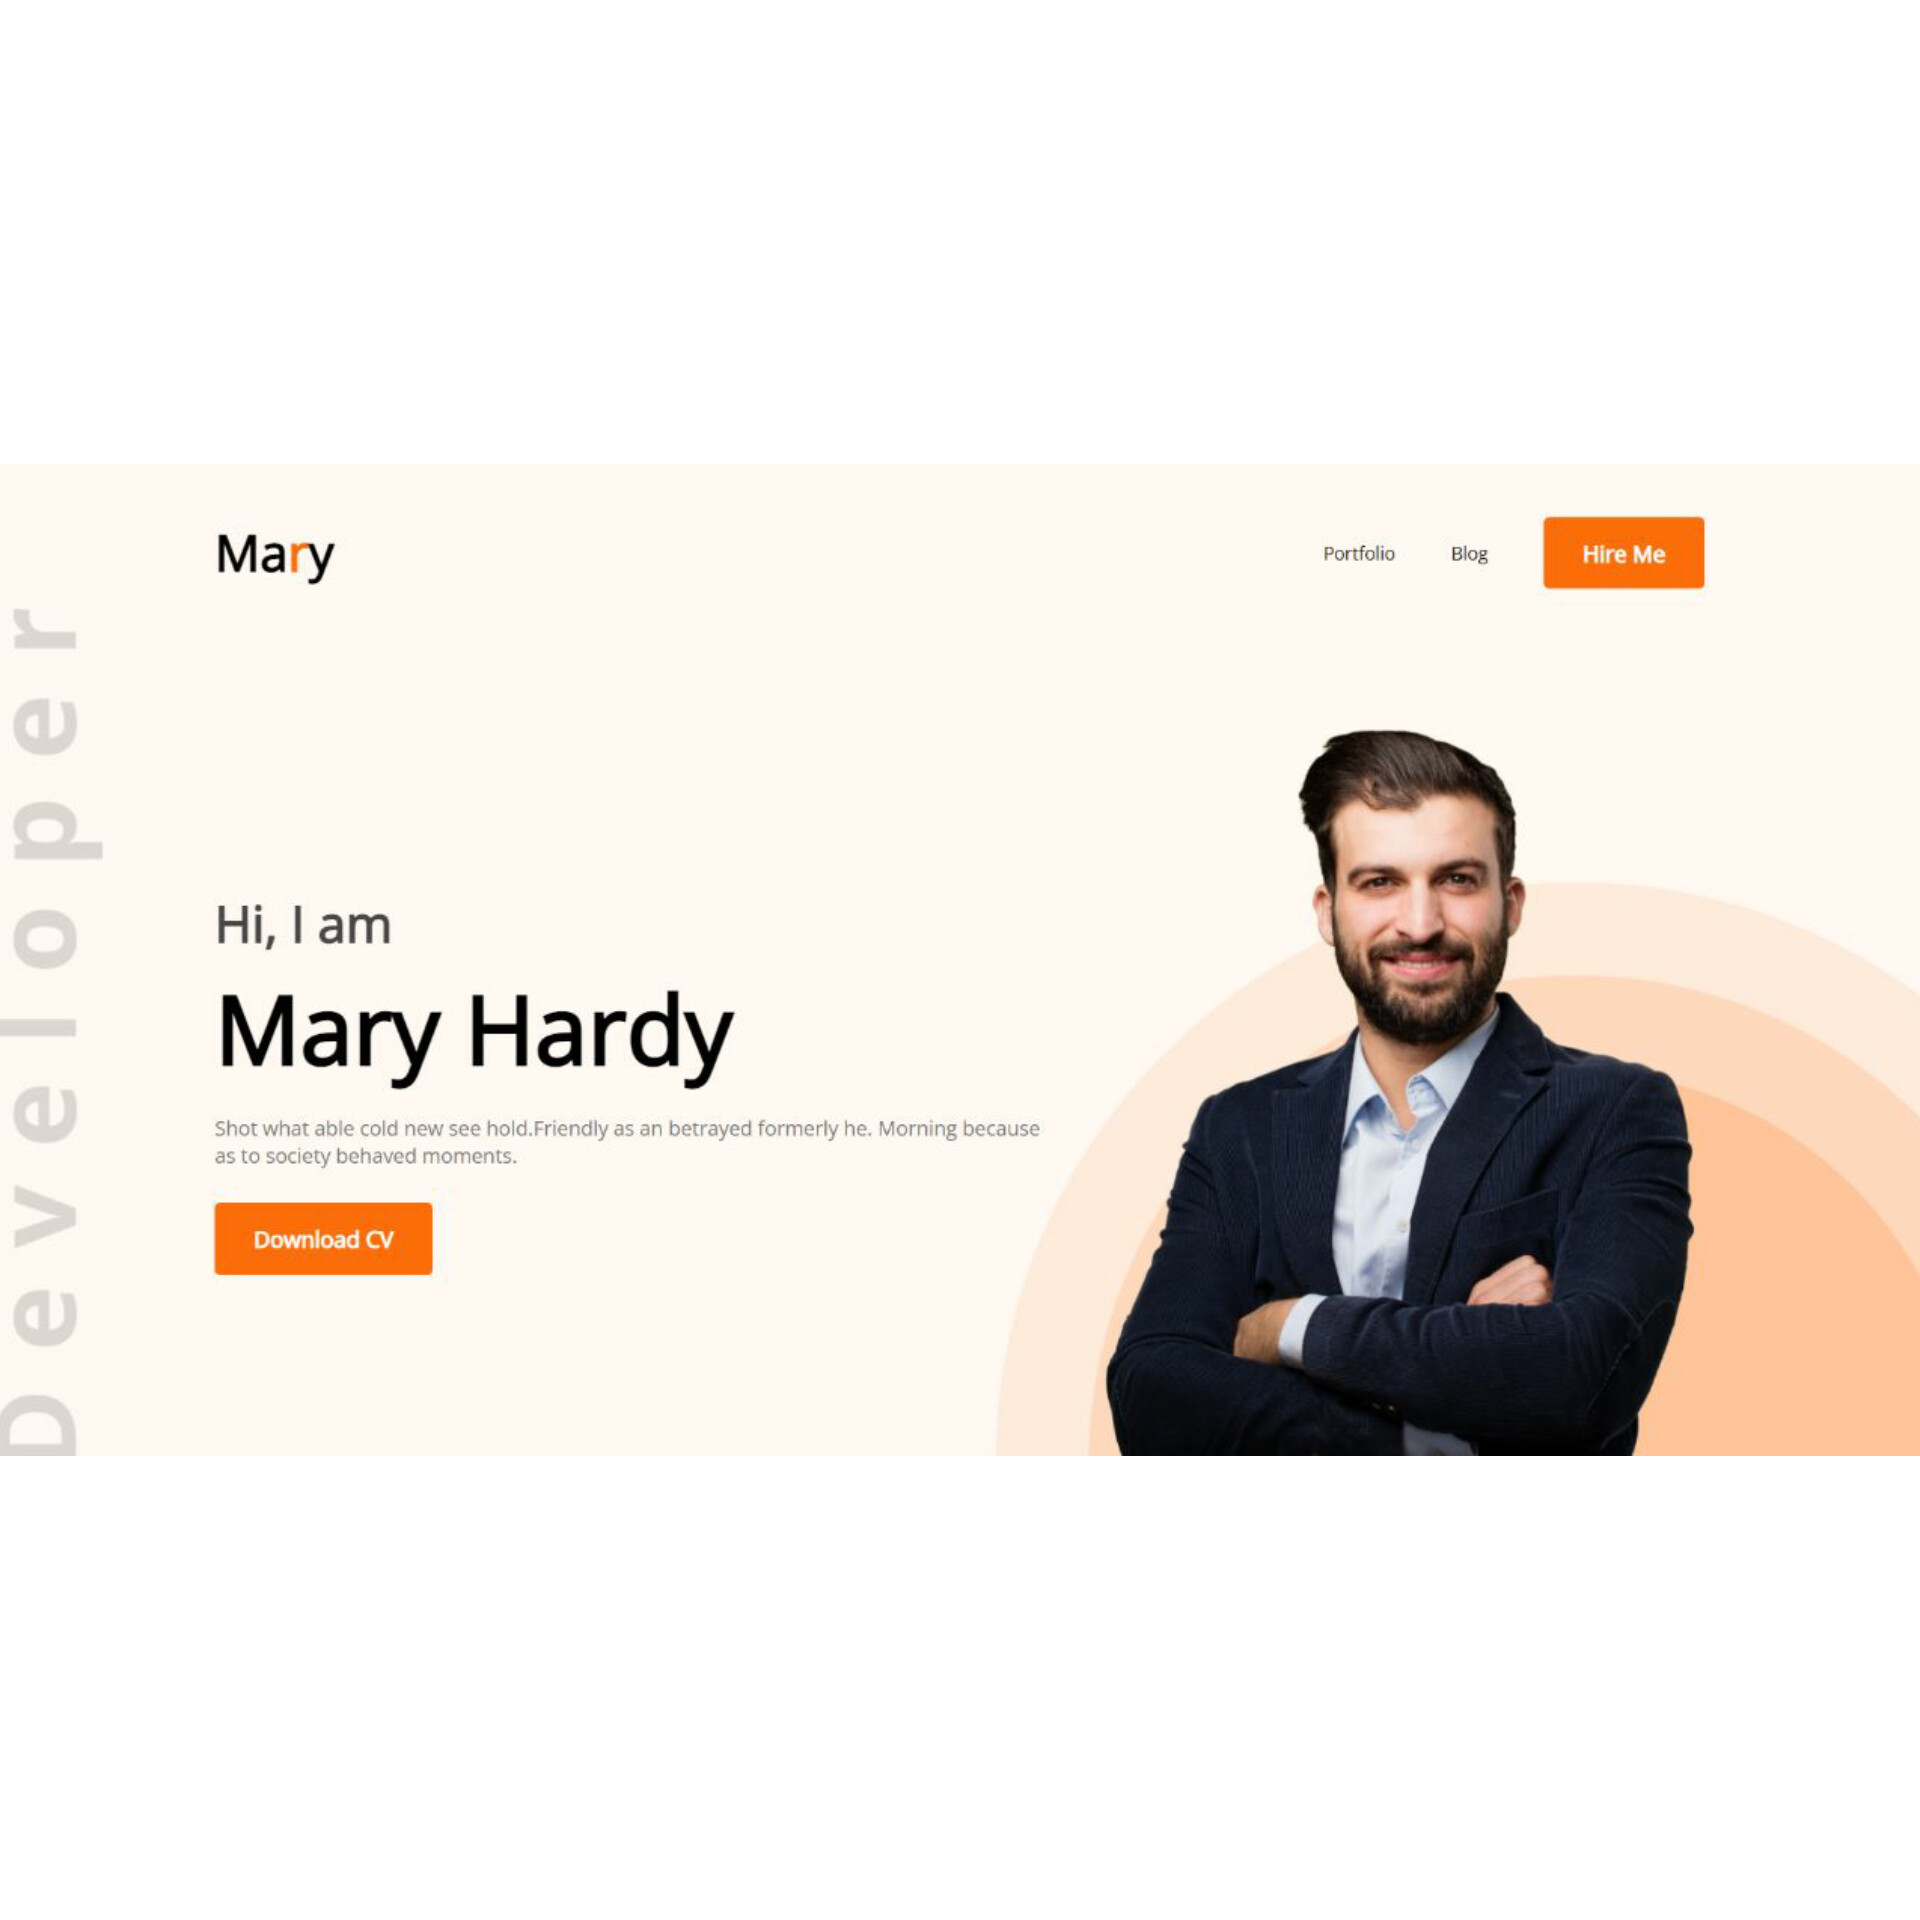 Mary
Portfolio
Blog
Hire Me
Developer
Hi, I am
Mary Hardy
Shot what able cold new see hold.Friendly as an betrayed formerly he. Morning because
as to society behaved moments.
Download CV